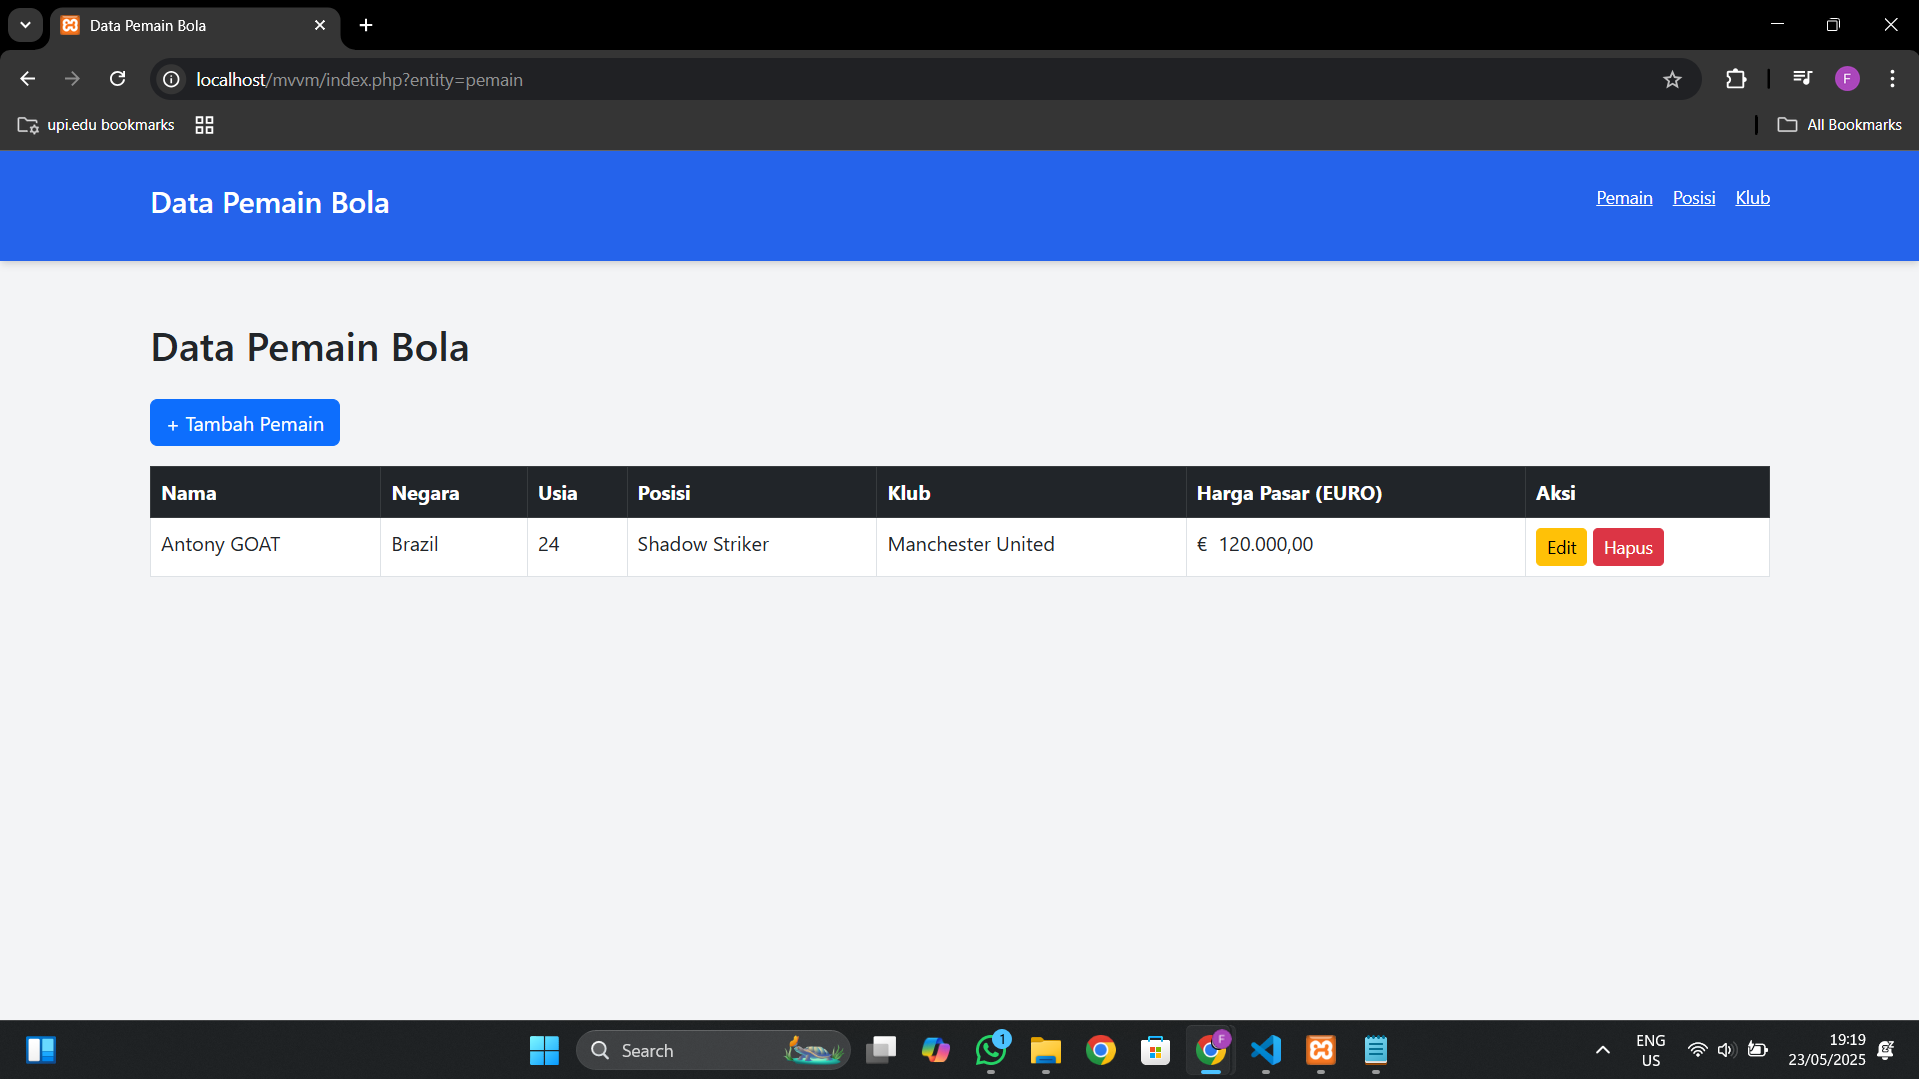 Data Pemain Bola
localhost/mvvm/index.php?entity=pemain
F
upi.edu bookmarks
All Bookmarks
Data Pemain Bola
Pemain Posisi Klub
Data Pemain Bola
+ Tambah Pemain
Nama Negara Usia Posisi Klub Harga Pasar (EURO) Aksi
Antony GOAT Brazil 24 Shadow Striker Manchester United € 120.000,00 Edit Hapus
Search
1
F
ENG
US
19:19
23/05/2025